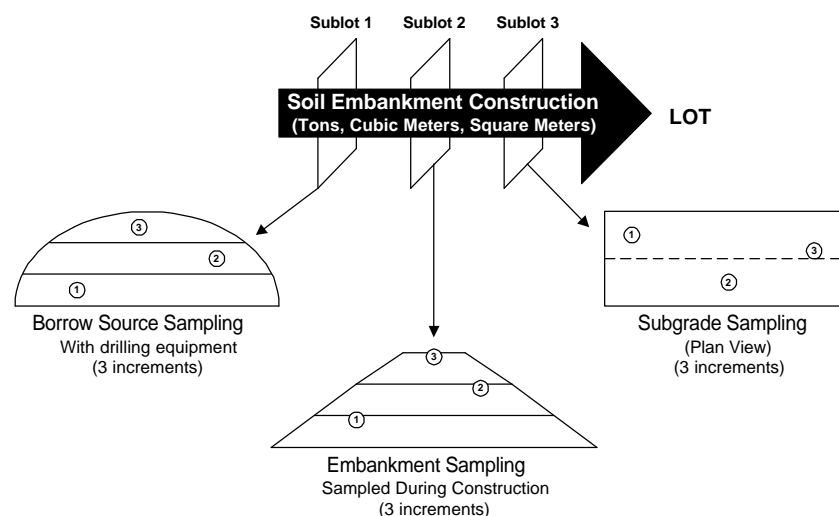 Sublot 1 Sublot 2 Sublot 3
Soil Embankment Construction
(Tons, Cubic Meters, Square Meters)
LOT
3
2
1
Borrow Source Sampling
With drilling equipment
(3 increments)
3
2
1
Embankment Sampling
Sampled During Construction
(3 increments)
1
3
2
Subgrade Sampling
(Plan View)
(3 increments)